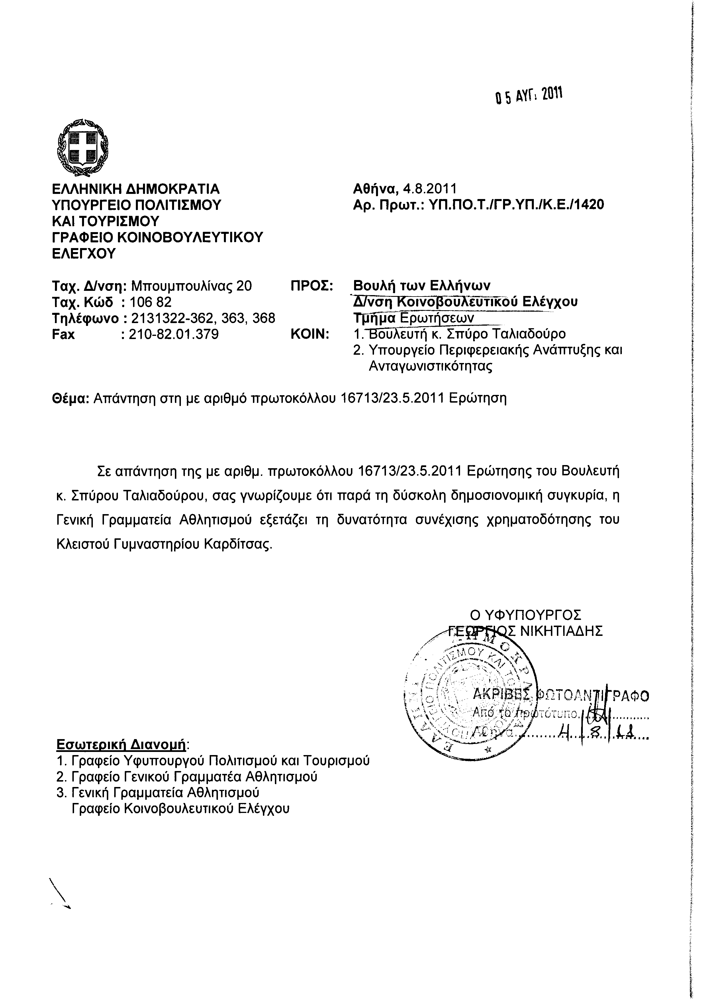 05 ΑΥΓ. 2011
ΕΛΛΗΝΙΚΗ ΔΗΜΟΚΡΑΤΙΑ
ΥΠΟΥΡΓΕΙΟ ΠΟΛΙΤΙΣΜΟΥ
ΚΑΙ ΤΟΥΡΙΣΜΟΥ
ΓΡΑΦΕΙΟ ΚΟΙΝΟΒΟΥΛΕΥΤΙΚΟΥ
ΕΛΕΓΧΟΥ
Αθήνα, 4.8.2011
Αρ. Πρωτ.: ΥΠ.ΠΟ.Τ./ΓΡ.ΥΠ./Κ.Ε./1420
Ταχ. Δ/νση: Μπουμπουλίνας 20
Ταχ. Κώδ : 106 82
Τηλέφωνο : 2131322-362, 363, 368
Fax : 210-82.01.379
ΠΡΟΣ: Βουλή των Ελλήνων
Δ/νση Κοινοβουλευτικού Ελέγχου
Τμήμα Ερωτήσεων
ΚΟΙΝ: 1. Βουλευτή κ. Σπύρο Ταλιαδούρο
2. Υπουργείο Περιφερειακής Ανάπτυξης και
Ανταγωνιστικότητας
Θέμα: Απάντηση στη με αριθμό πρωτοκόλλου 16713/23.5.2011 Ερώτηση
Σε απάντηση της με αριθμ. πρωτοκόλλου 16713/23.5.2011 Ερώτησης του Βουλευτή
κ. Σπύρου Ταλιαδούρου, σας γνωρίζουμε ότι παρά τη δύσκολη δημοσιονομική συγκυρία, η
Γενική Γραμματεία Αθλητισμού εξετάζει τη δυνατότητα συνέχισης χρηματοδότησης του
Κλειστού Γυμναστηρίου Καρδίτσας.
Ο ΥΦΥΠΟΥΡΓΟΣ
ΓΕΩΡΓΙΟΣ ΝΙΚΗΤΙΑΔΗΣ
ΑΚΡΙΒΕΣ ΦΩΤΟΑΝΤΙΓΡΑΦΟ
Από το πρωτότυπο
Αθήνα 4/8/11
Εσωτερική Διανομή:
1. Γραφείο Υφυπουργού Πολιτισμού και Τουρισμού
2. Γραφείο Γενικού Γραμματέα Αθλητισμού
3. Γενική Γραμματεία Αθλητισμού
Γραφείο Κοινοβουλευτικού Ελέγχου